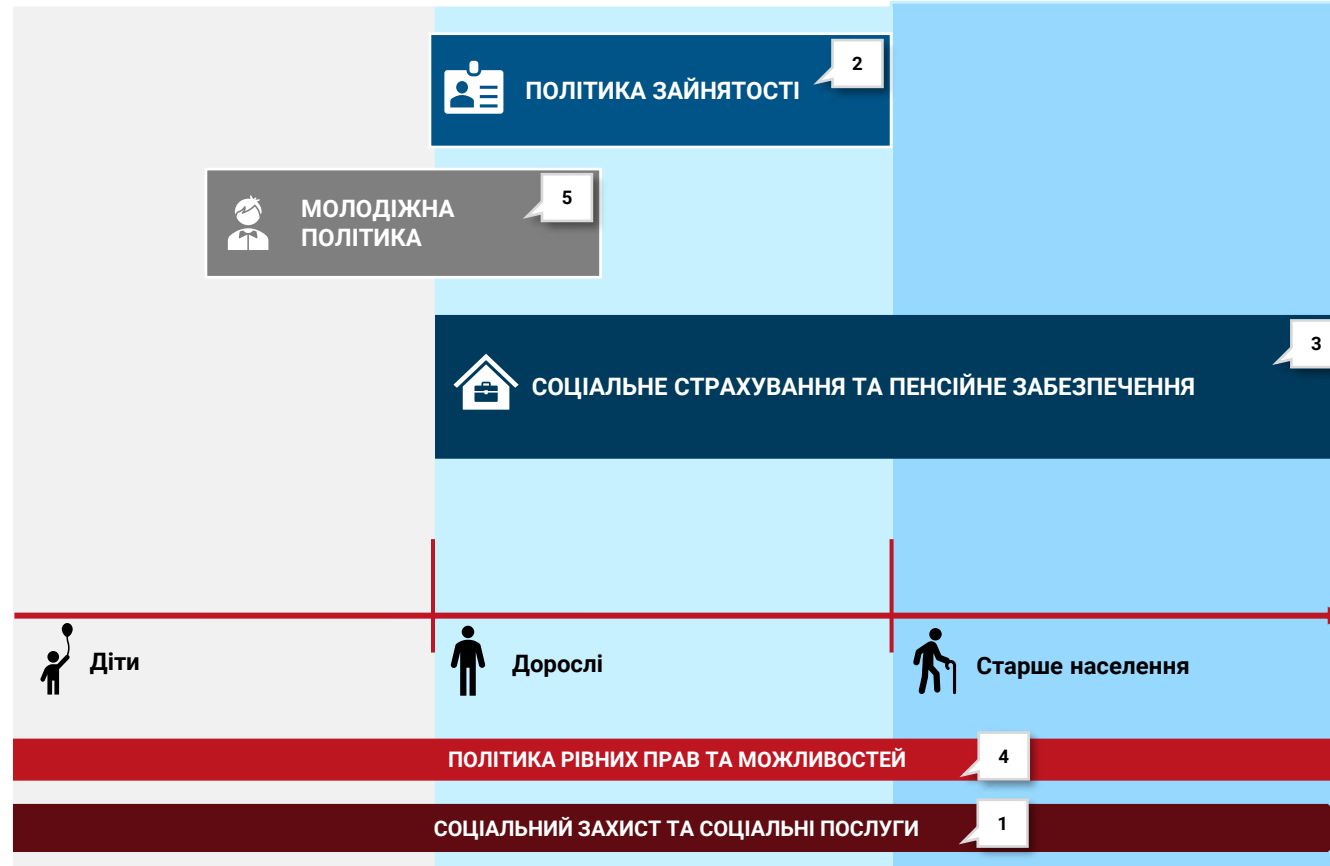 2
ПОЛІТИКА ЗАЙНЯТОСТІ
5
МОЛОДІЖНА
ПОЛІТИКА
3
СОЦІАЛЬНЕ СТРАХУВАННЯ ТА ПЕНСІЙНЕ ЗАБЕЗПЕЧЕННЯ
Діти
Дорослі
Старше населення
ПОЛІТИКА РІВНИХ ПРАВ ТА МОЖЛИВОСТЕЙ
4
СОЦІАЛЬНИЙ ЗАХИСТ ТА СОЦІАЛЬНІ ПОСЛУГИ
1